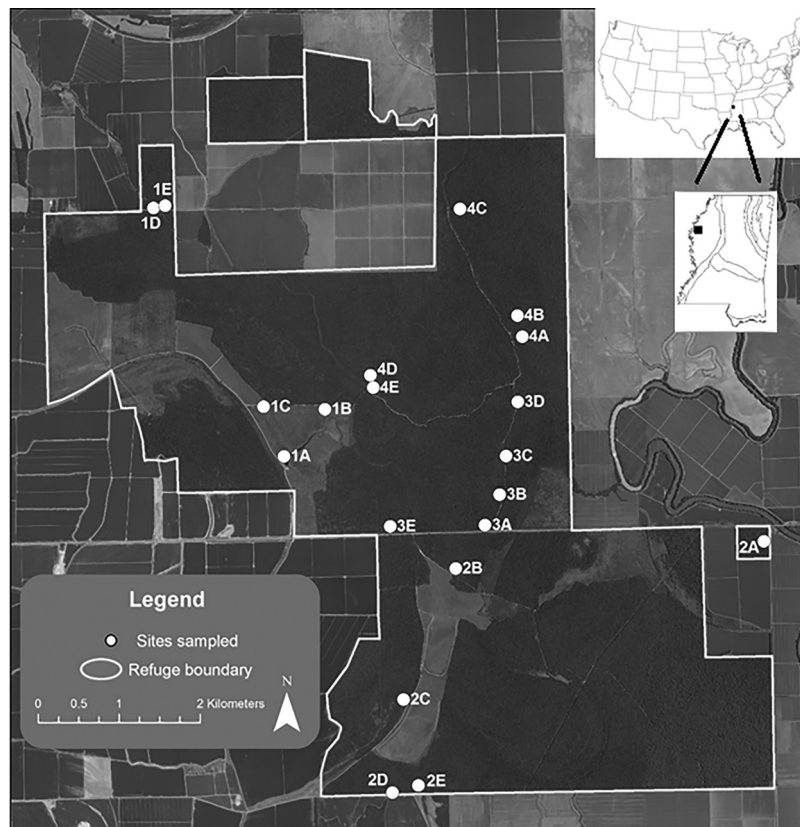 1E
1D
4C
4B
4A
4D
4E
3D
1C
1B
1A
3C
3B
3E
3A
2A
2B
Legend
Sites sampled
Refuge boundary
N
0 0.5 1 2 Kilometers
2C
2D
2E